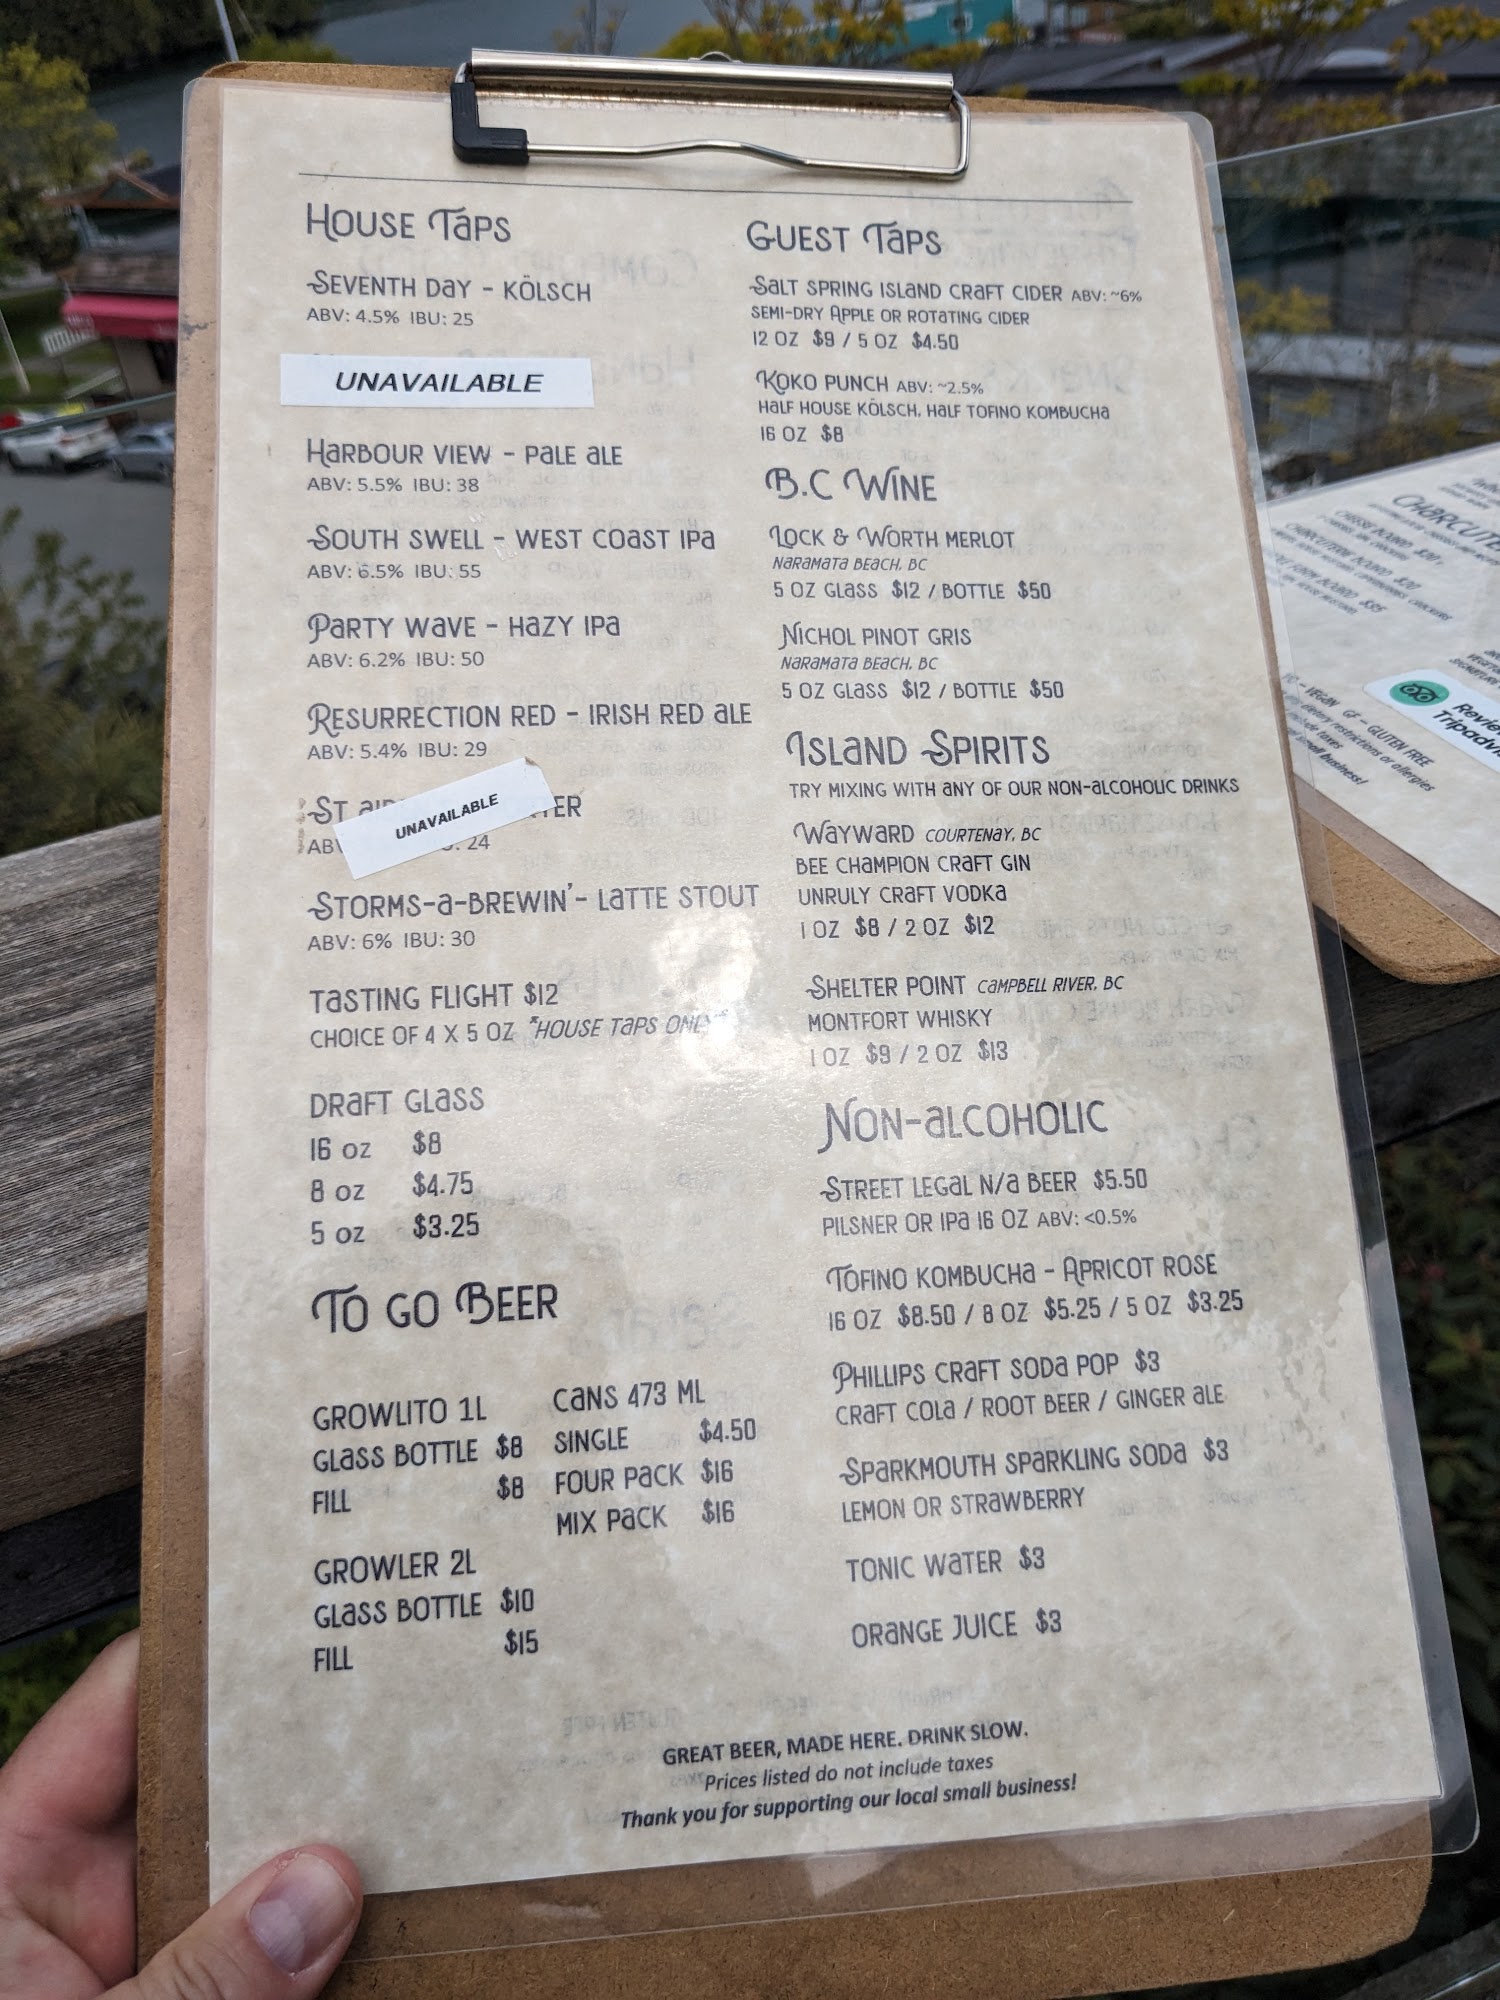 House Taps
Seventh Day - Kölsch
ABV: 4.5% IBU: 25
UNAVAILABLE
Harbour View - Pale Ale
ABV: 5.5% IBU: 38
South Swell - West Coast IPA
ABV: 6.5% IBU: 55
Party Wave - Hazy IPA
ABV: 6.2% IBU: 50
Resurrection Red - Irish Red Ale
ABV: 5.4% IBU: 29
St
UNAVAILABLE
24
Storms-a-Brewin' - Latte Stout
ABV: 6% IBU: 30
Tasting Flight $12
Choice of 4 x 5 oz *House Taps Only*
Draft Glass
16 oz $8
8 oz $4.75
5 oz $3.25
To Go Beer
Growlito 1L
Glass Bottle $8
Fill $8
Growler 2L
Glass Bottle $10
Fill $15
Cans 473 mL
Single $4.50
Four Pack $16
Mix Pack $16
Guest Taps
Salt Spring Island Craft Cider ABV: ~6%
Semi-Dry Apple or Rotating Cider
12 oz $9 / 5 oz $4.50
Koko Punch ABV: ~2.5%
Half House Kölsch, Half Tofino Kombucha
16 oz $8
B.C Wine
Lock & Worth Merlot
Naramata Beach, BC
5 oz Glass $12 / Bottle $50
Nichol Pinot Gris
Naramata Beach, BC
5 oz Glass $12 / Bottle $50
Island Spirits
Try mixing with any of our non-alcoholic drinks
Wayward Courtenay, BC
Bee Champion Craft Gin
Unruly Craft Vodka
1 oz $8 / 2 oz $12
Shelter Point Campbell River, BC
Montfort Whisky
1 oz $9 / 2 oz $13
Non-Alcoholic
Street Legal N/A Beer $5.50
Pilsner or IPA 16 oz ABV: <0.5%
Tofino Kombucha - Apricot Rose
16 oz $8.50 / 8 oz $5.25 / 5 oz $3.25
Phillips Craft Soda Pop $3
Craft Cola / Root Beer / Ginger Ale
Sparkmouth Sparkling Soda $3
Lemon or Strawberry
Tonic Water $3
Orange Juice $3
GREAT BEER, MADE HERE. DRINK SLOW.
Prices listed do not include taxes
Thank you for supporting our local small business!
Cheese Board
Charcuterie Board
VEGAN GF - GLUTEN FREE
dietary restrictions or allergies